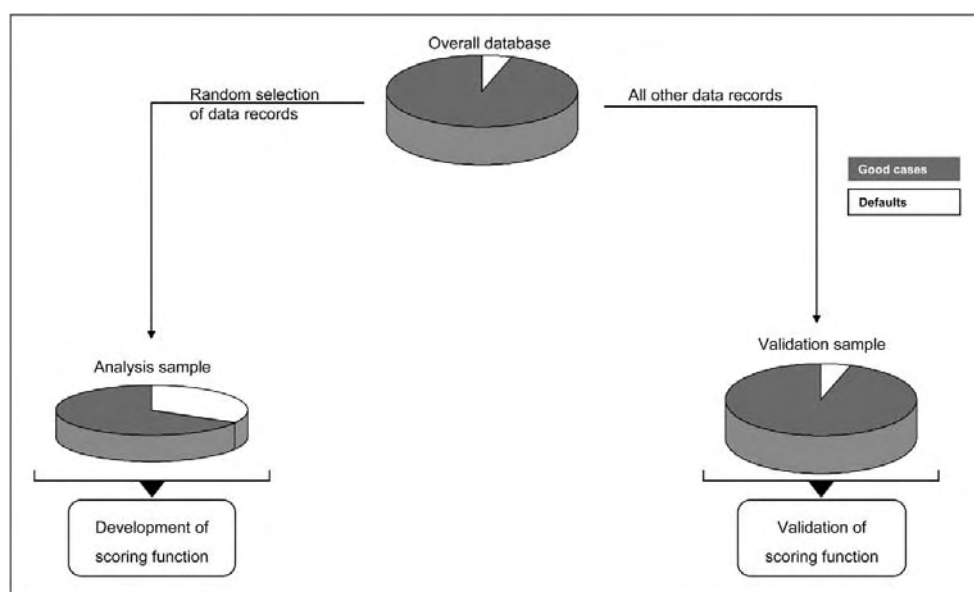 Overall database
Random selection
of data records
All other data records
Good cases
Defaults
Analysis sample
Validation sample
Development of
scoring function
Validation of
scoring function